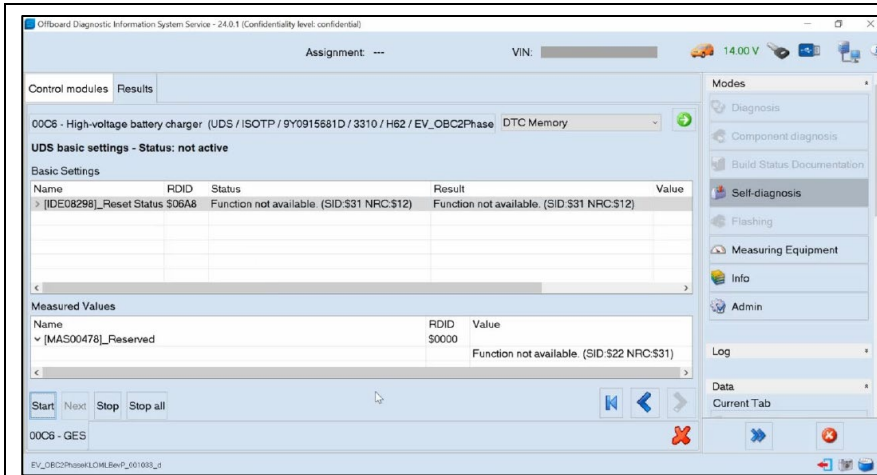 Offboard Diagnostic Information System Service - 24.0.1 (Confidentiality level: confidential)
Assignment: ---
VIN:
14.00 V
Control modules
Results
00C6 - High-voltage battery charger (UDS / ISOTP / 9Y0915681D / 3310 / H62 / EV_OBC2Phase
DTC Memory
UDS basic settings - Status: not active
Basic Settings
Name RDID Status Result Value
[IDE08298]_Reset Status $06A8 Function not available. (SID:$31 NRC:$12) Function not available. (SID:$31 NRC:$12)
Measured Values
Name RDID Value
[MAS00478]_Reserved $0000
Function not available. (SID:$22 NRC:$31)
Start Next Stop Stop all
00C6 - GES
EV_OBC2PhaseKLOMLBevP_001033_d
Modes
Diagnosis
Component diagnosis
Build Status Documentation
Self-diagnosis
Flashing
Measuring Equipment
Info
Admin
Log
Data
Current Tab